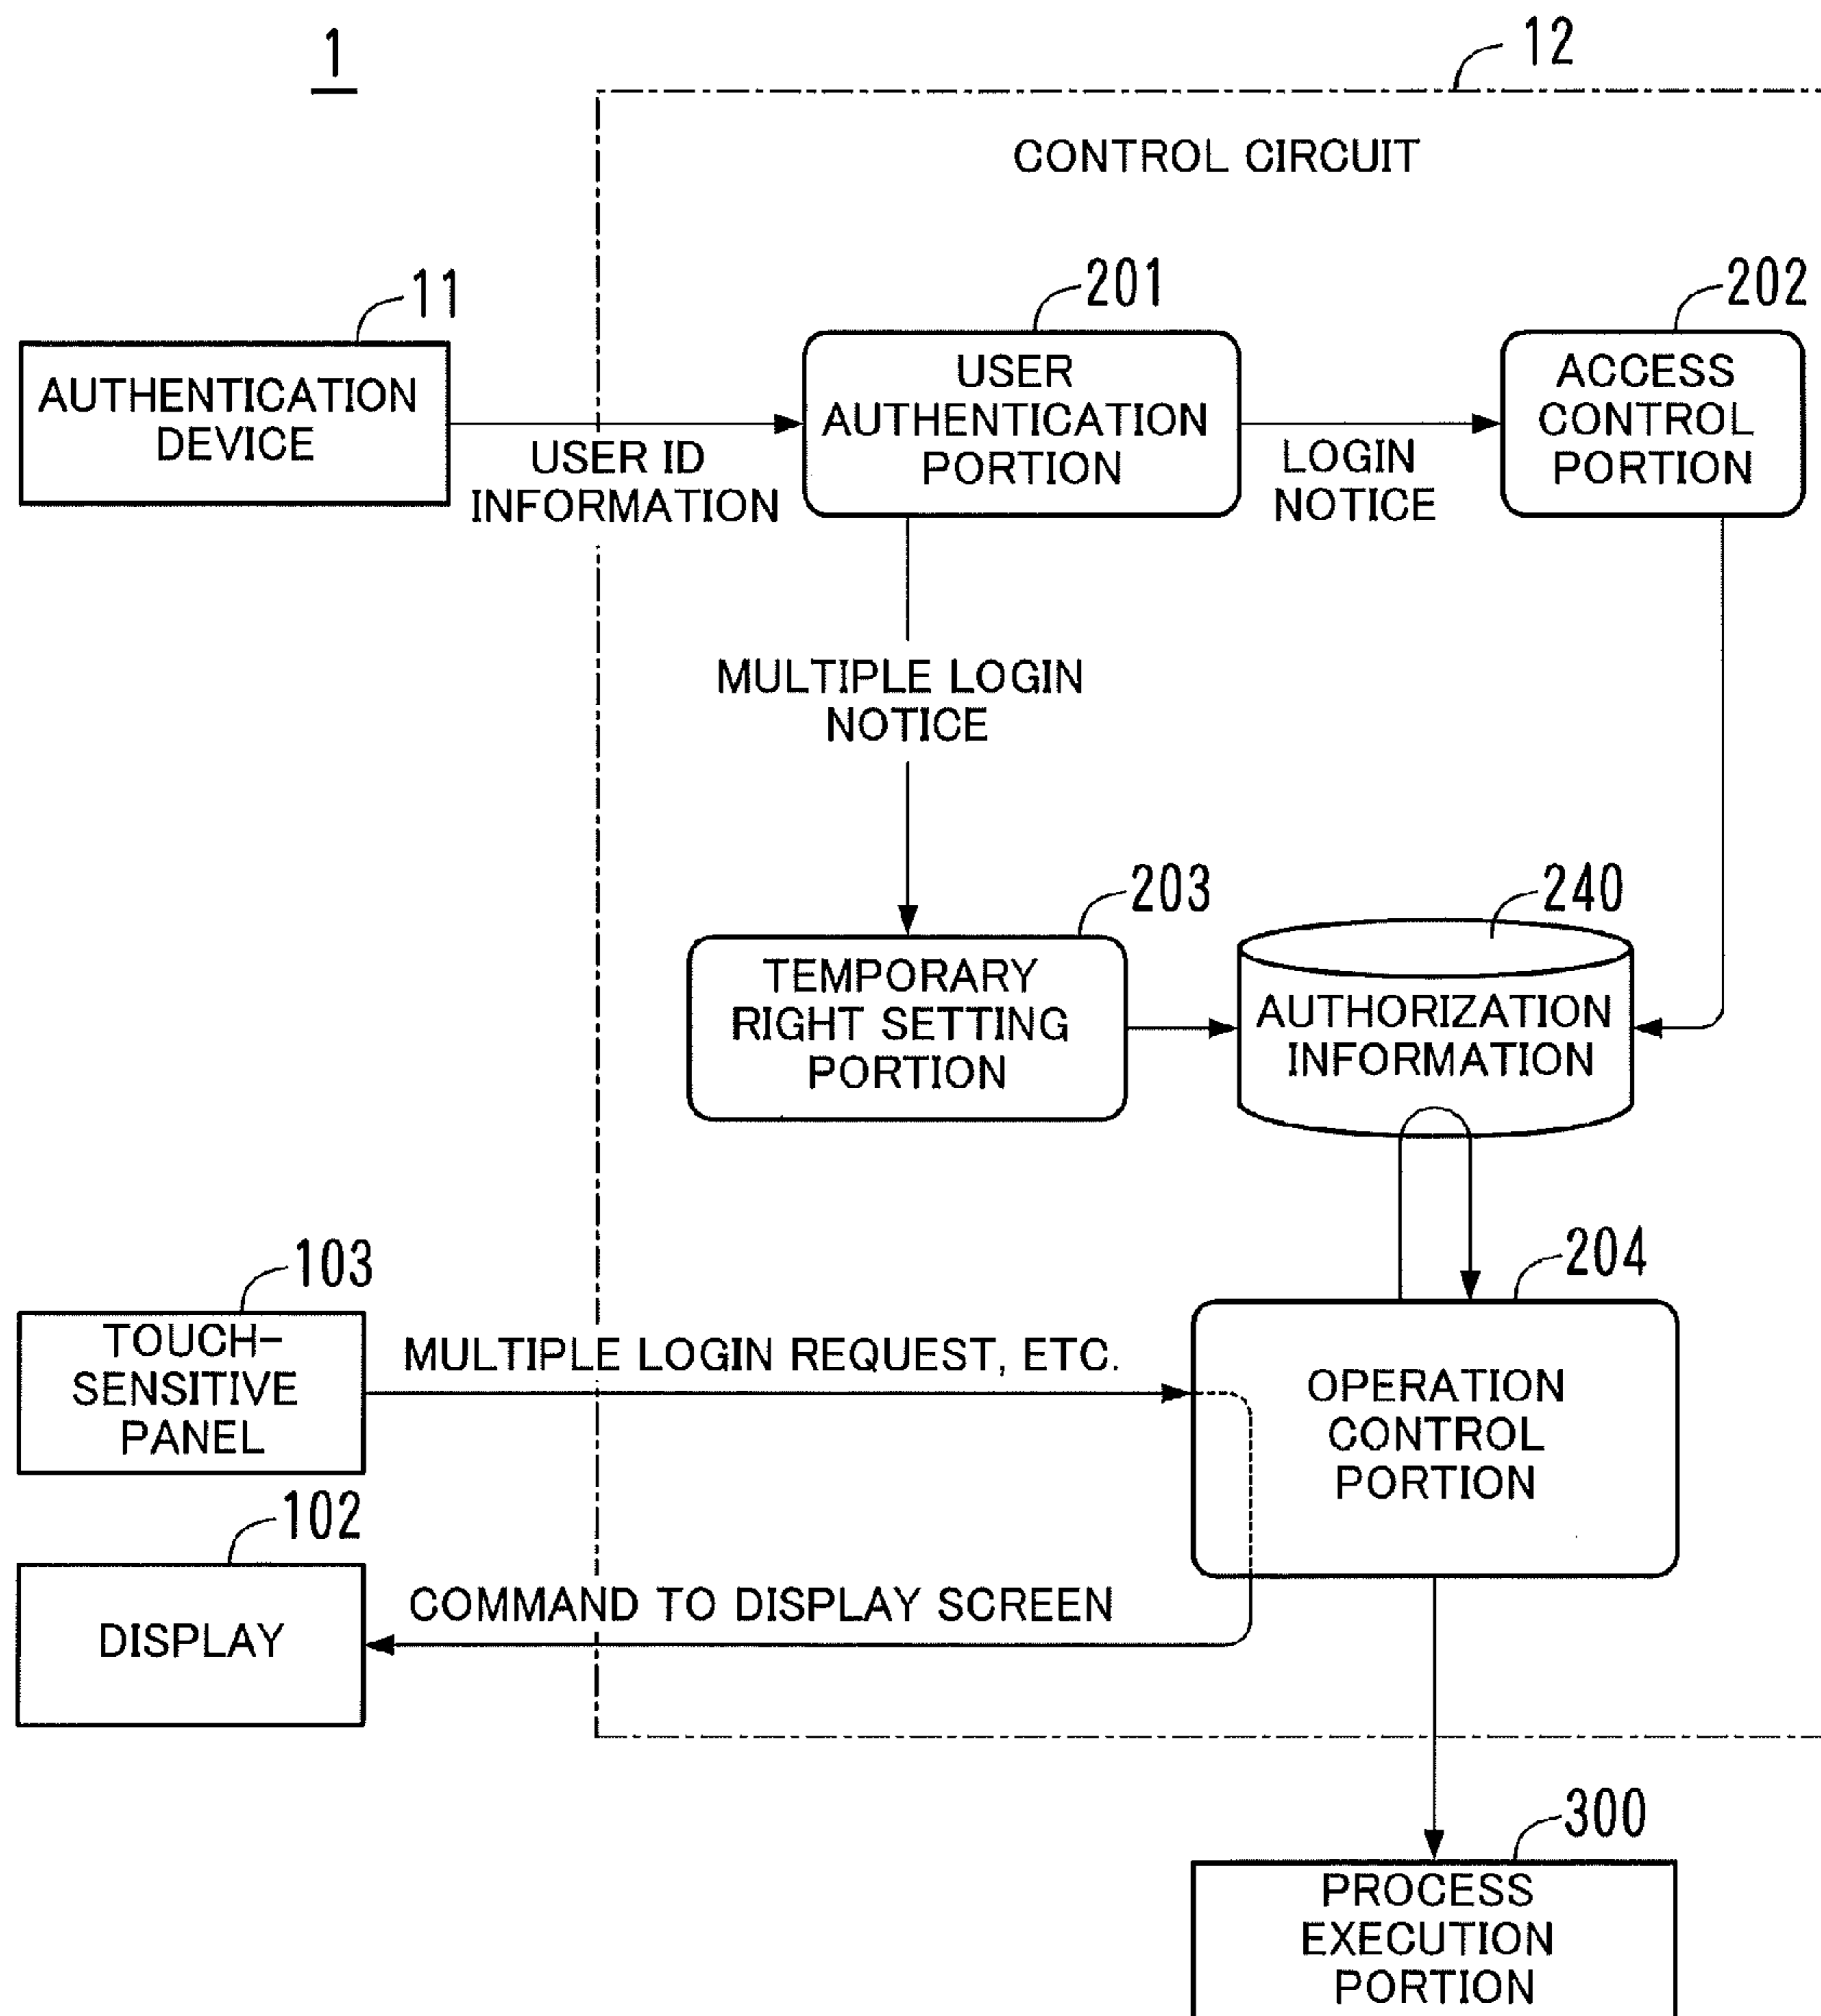 1
12
CONTROL CIRCUIT
11
201
202
AUTHENTICATION
DEVICE
USER ID
INFORMATION
USER
AUTHENTICATION
PORTION
LOGIN
NOTICE
ACCESS
CONTROL
PORTION
MULTIPLE LOGIN
NOTICE
203
240
TEMPORARY
RIGHT SETTING
PORTION
AUTHORIZATION
INFORMATION
103
204
TOUCH-
SENSITIVE
PANEL
MULTIPLE LOGIN REQUEST, ETC.
OPERATION
CONTROL
PORTION
102
DISPLAY
COMMAND TO DISPLAY SCREEN
300
PROCESS
EXECUTION
PORTION